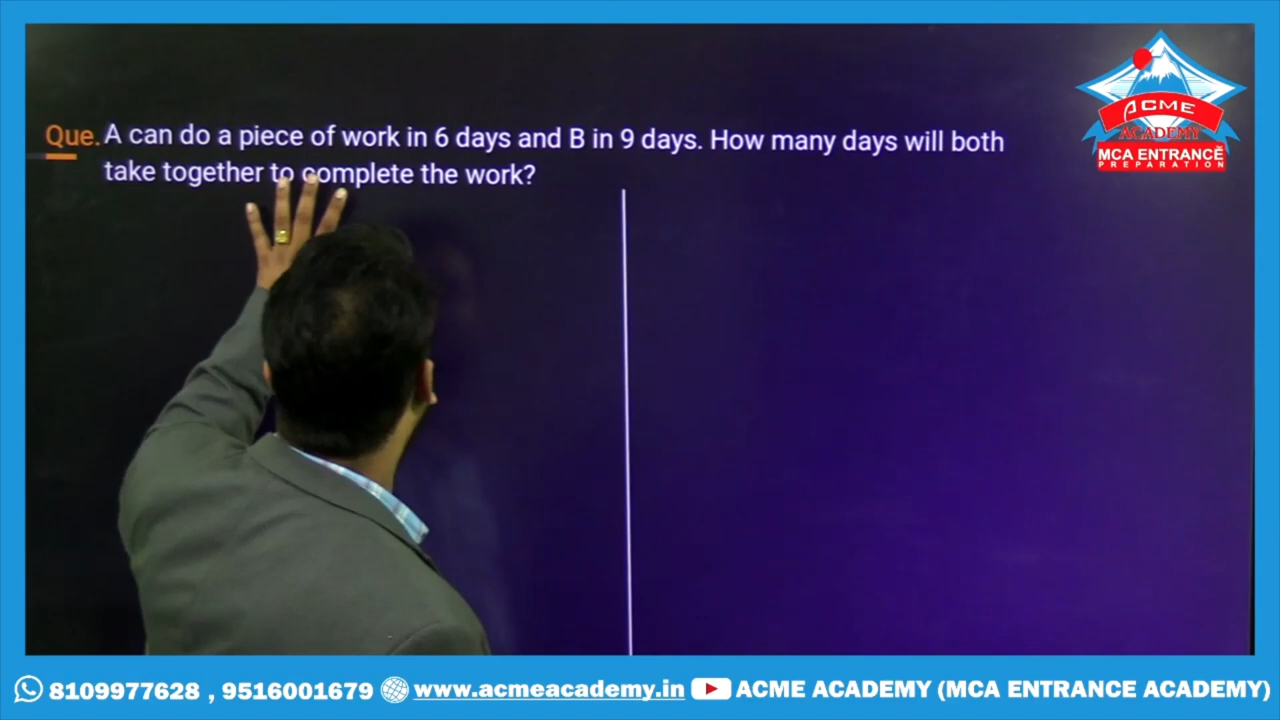 Que. A can do a piece of work in 6 days and B in 9 days. How many days will both
take together to complete the work?
ACME
ACADEMY
MCA ENTRANCE
PREPARATION
8109977628 , 9516001679 www.acmeacademy.in ACME ACADEMY (MCA ENTRANCE ACADEMY)